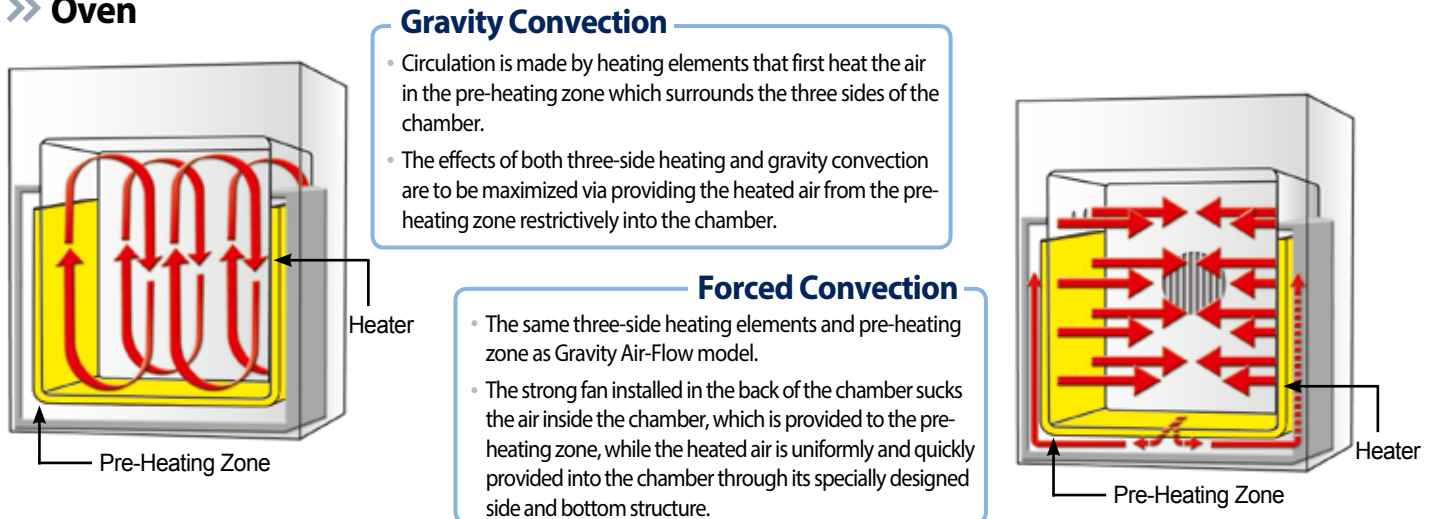 >> Oven
Gravity Convection
• Circulation is made by heating elements that first heat the air
in the pre-heating zone which surrounds the three sides of the
chamber.
• The effects of both three-side heating and gravity convection
are to be maximized via providing the heated air from the pre-
heating zone restrictively into the chamber.
Heater
Pre-Heating Zone
Forced Convection
• The same three-side heating elements and pre-heating
zone as Gravity Air-Flow model.
• The strong fan installed in the back of the chamber sucks
the air inside the chamber, which is provided to the pre-
heating zone, while the heated air is uniformly and quickly
provided into the chamber through its specially designed
side and bottom structure.
Heater
Pre-Heating Zone